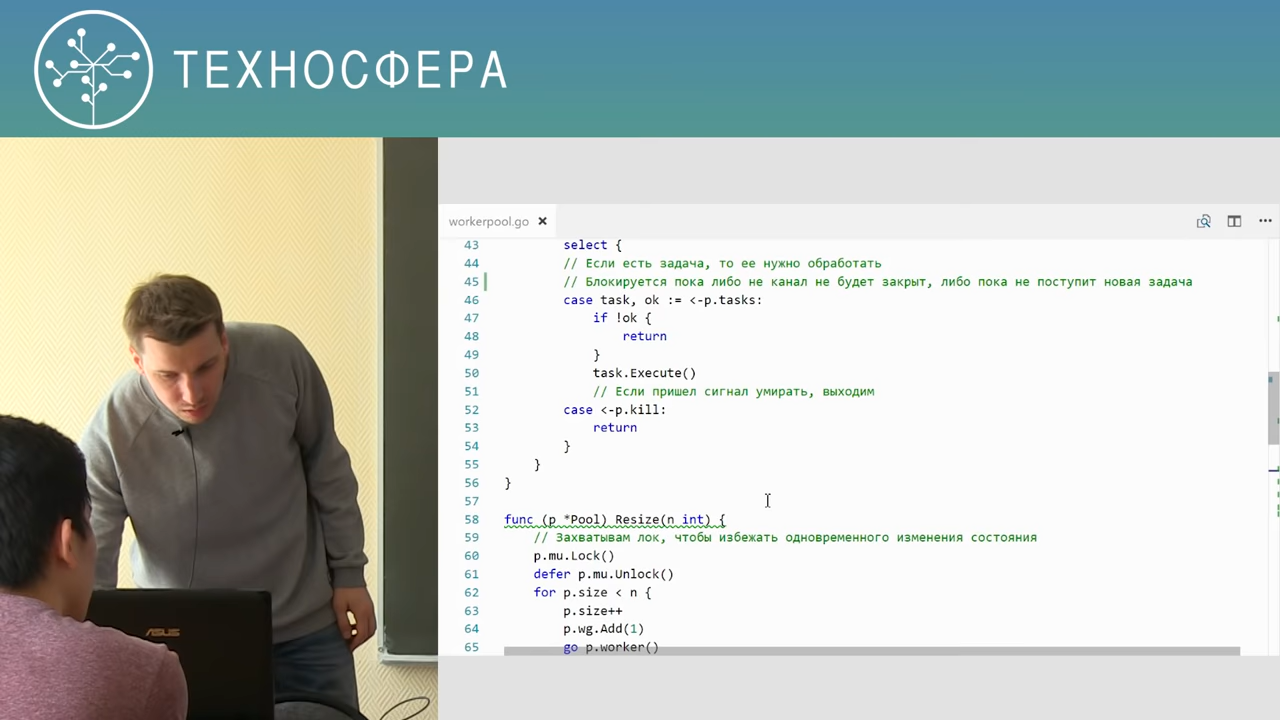 ТЕХНОСФЕРА
workerpool.go
43 select {
44 // Если есть задача, то ее нужно обработать
45 // Блокируется пока либо не канал не будет закрыт, либо пока не поступит новая задача
46 case task, ok := <-p.tasks:
47 if !ok {
48 return
49 }
50 task.Execute()
51 // Если пришел сигнал умирать, выходим
52 case <-p.kill:
53 return
54 }
55 }
56 }
57
58 func (p *Pool) Resize(n int) {
59 // Захватывам лок, чтобы избежать одновременного изменения состояния
60 p.mu.Lock()
61 defer p.mu.Unlock()
62 for p.size < n {
63 p.size++
64 p.wg.Add(1)
65 go p.worker()
ASUS